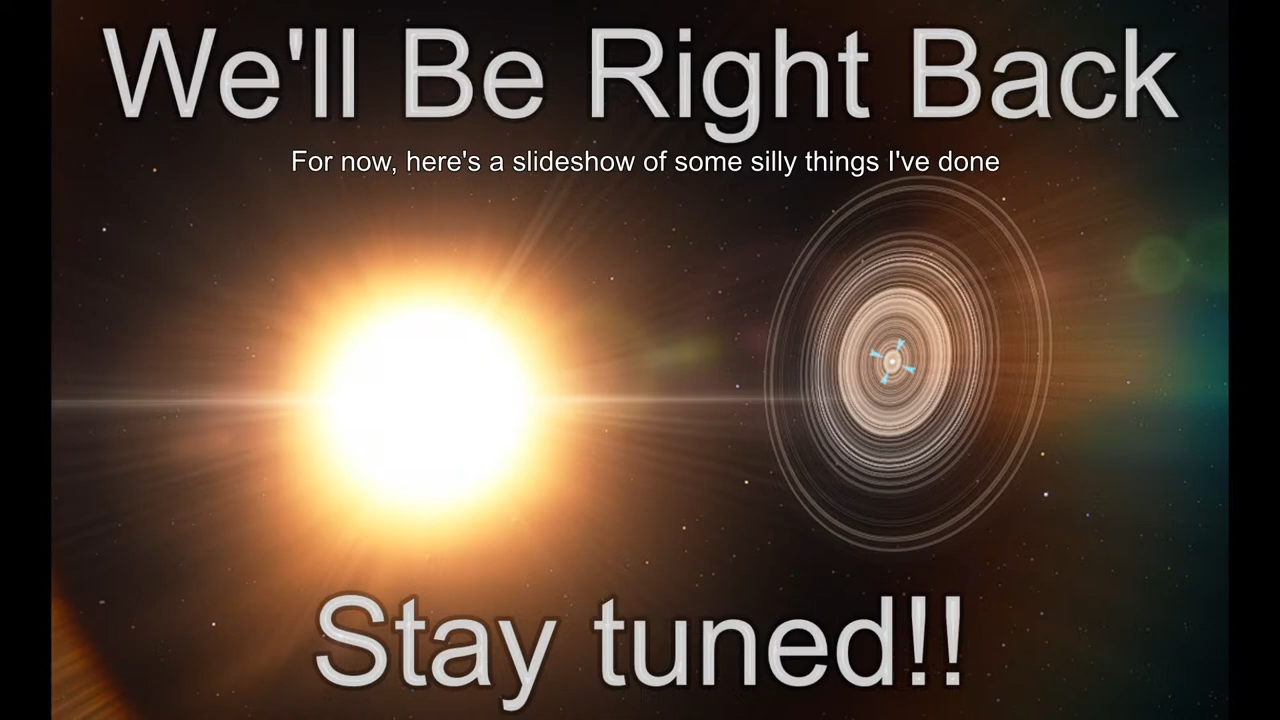 We'll Be Right Back
For now, here's a slideshow of some silly things I've done
Stay tuned!!